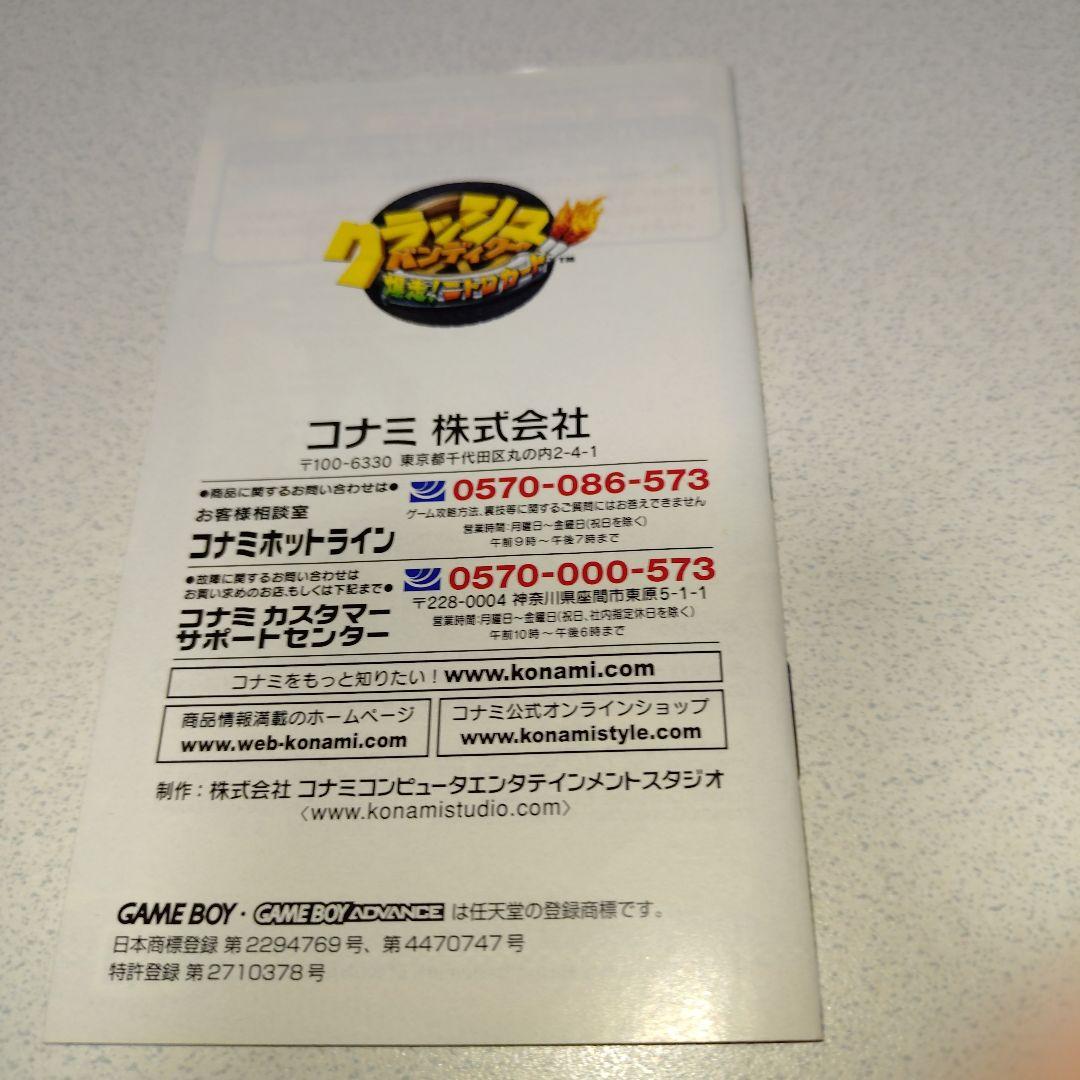 クラッシュ
バンディクー
爆走!ニトロカート
™
コナミ 株式会社
〒100-6330 東京都千代田区丸の内2-4-1
●商品に関するお問い合わせは●
お客様相談室
コナミホットライン
0570-086-573
ゲーム攻略方法、裏技等に関するご質問にはお答えできません
営業時間:月曜日~金曜日(祝日を除く)
午前9時~午後7時まで
●故障に関するお問い合わせは
お買い求めのお店、もしくは下記まで●
コナミ カスタマー
サポートセンター
0570-000-573
〒228-0004 神奈川県座間市東原5-1-1
営業時間:月曜日~金曜日(祝日、社内指定休日を除く)
午前10時~午後6時まで
コナミをもっと知りたい!www.konami.com
商品情報満載のホームページ
www.web-konami.com
コナミ公式オンラインショップ
www.konamistyle.com
制作:株式会社 コナミコンピュータエンタテインメントスタジオ
〈www.konamistudio.com〉
GAME BOY・GAME BOY ADVANCE は任天堂の登録商標です。
日本商標登録 第2294769号、第4470747号
特許登録 第2710378号